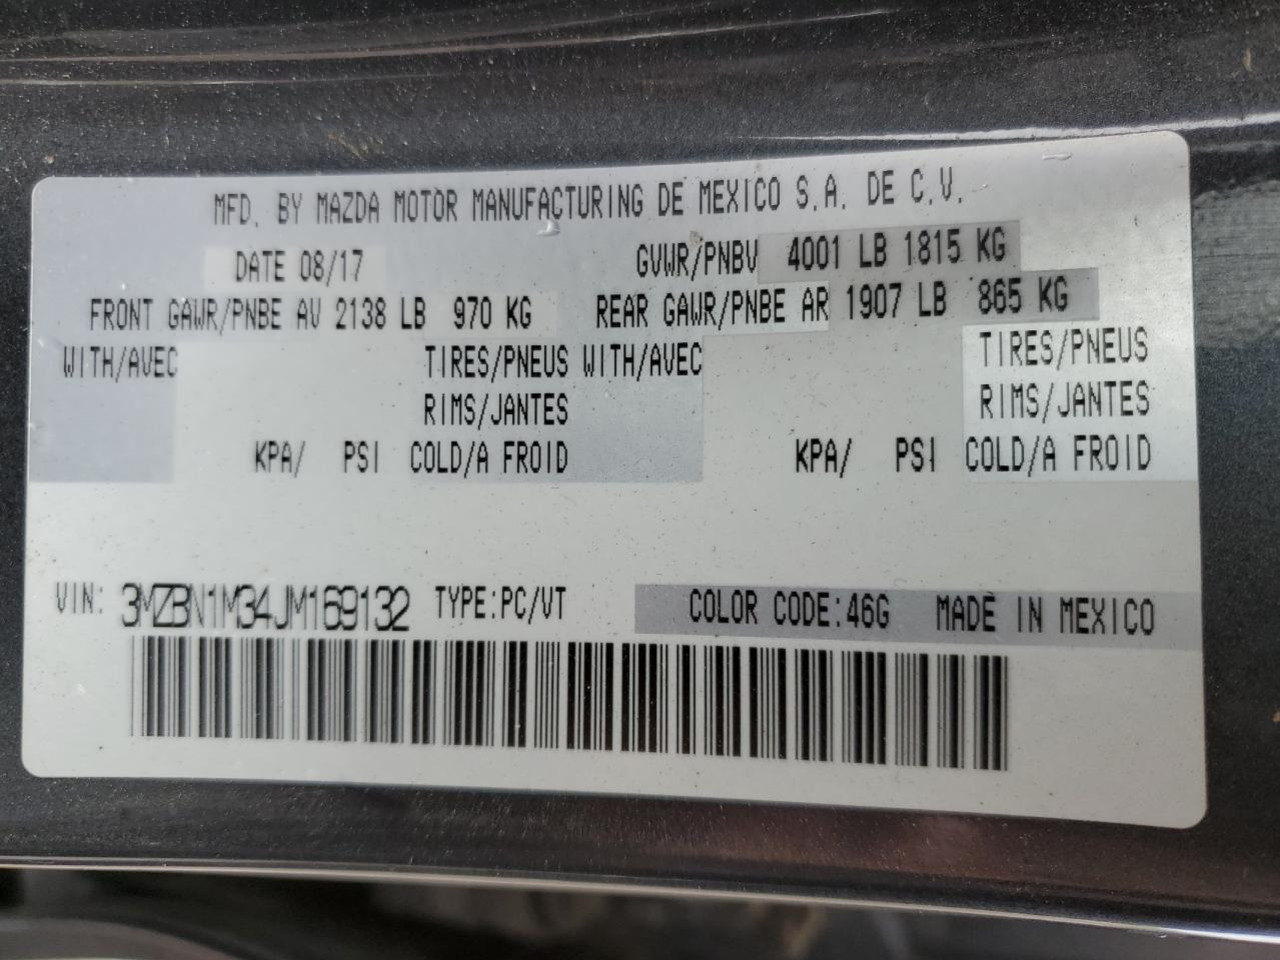 MFD. BY MAZDA MOTOR MANUFACTURING DE MEXICO S.A. DE C.V.
DATE 08/17 GVWR/PNBV 4001 LB 1815 KG
FRONT GAWR/PNBE AV 2138 LB 970 KG REAR GAWR/PNBE AR 1907 LB 865 KG
WITH/AVEC TIRES/PNEUS WITH/AVEC TIRES/PNEUS
RIMS/JANTES RIMS/JANTES
KPA/ PSI COLD/A FROID KPA/ PSI COLD/A FROID
VIN: 3MZBN1M34JM169132 TYPE:PC/VT COLOR CODE:46G MADE IN MEXICO